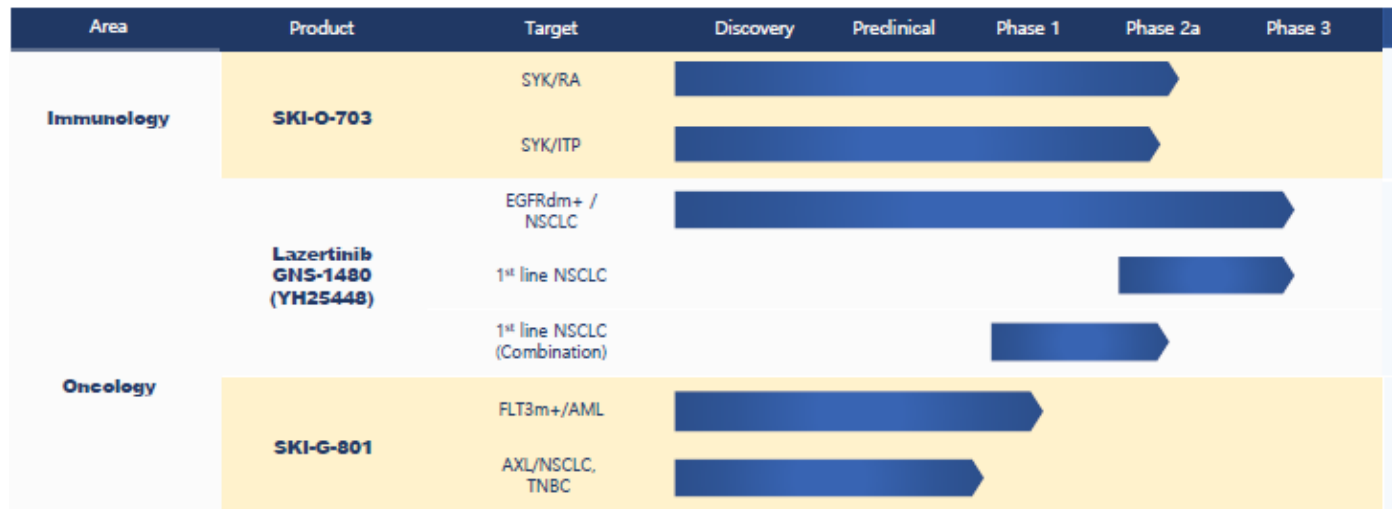 Area Product Target Discovery Preclinical Phase 1 Phase 2a Phase 3
Immunology
SKI-O-703
SYK/RA
SYK/ITP
Oncology
Lazertinib
GNS-1480
(YH25448)
EGFRdm+ /
NSCLC
1st line NSCLC
1st line NSCLC
(Combination)
SKI-G-801
FLT3m+/AML
AXL/NSCLC,
TNBC